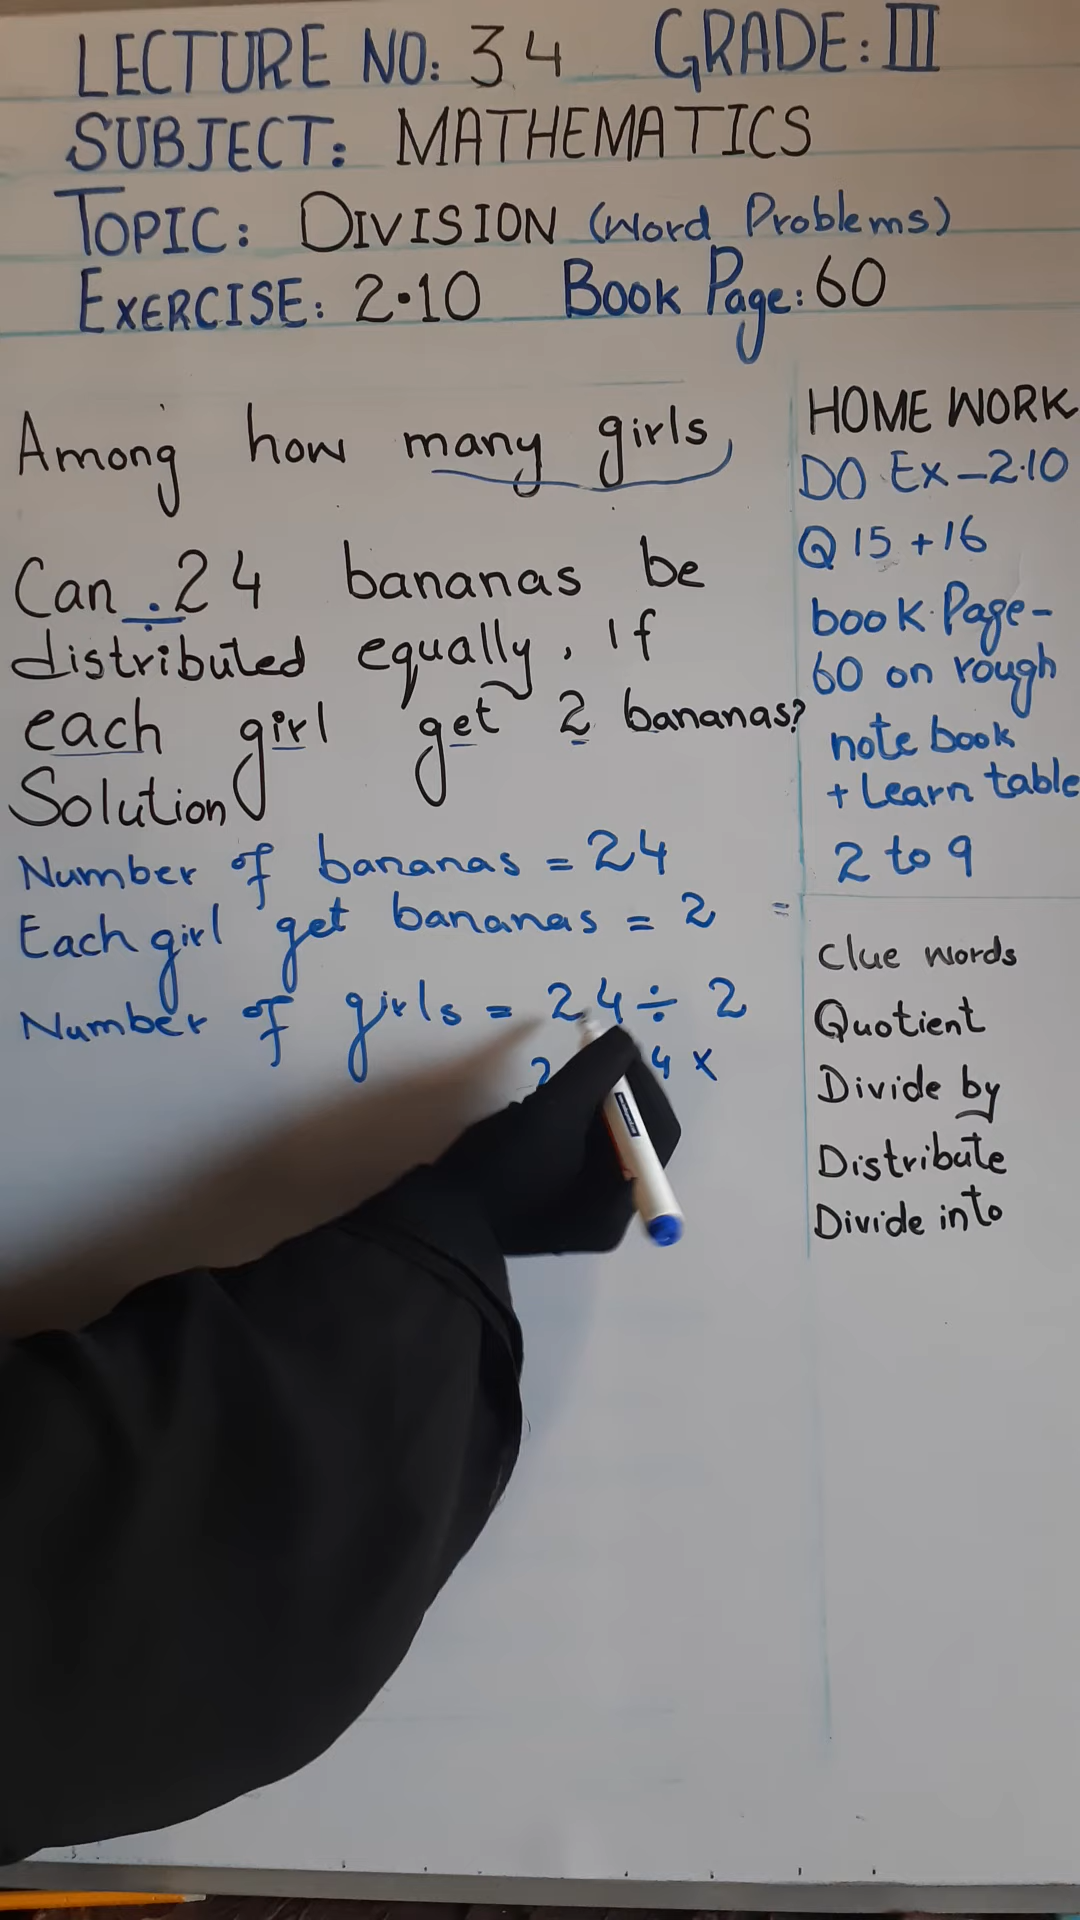 LECTURE NO: 34 GRADE: III
SUBJECT: MATHEMATICS
TOPIC: DIVISION (Word Problems)
EXERCISE: 2.10 Book Page: 60
Among how many girls,
Can 24 bananas be
distributed equally, If
each girl get 2 bananas?
Solution
Number of bananas = 24
Each girl get bananas = 2 =
Number of girls = 24 ÷ 2
2 4 x
HOME WORK
DO Ex - 2.10
Q 15 + 16
book Page -
60 on rough
note book
+ Learn table
2 to 9
Clue words
Quotient
Divide by
Distribute
Divide into